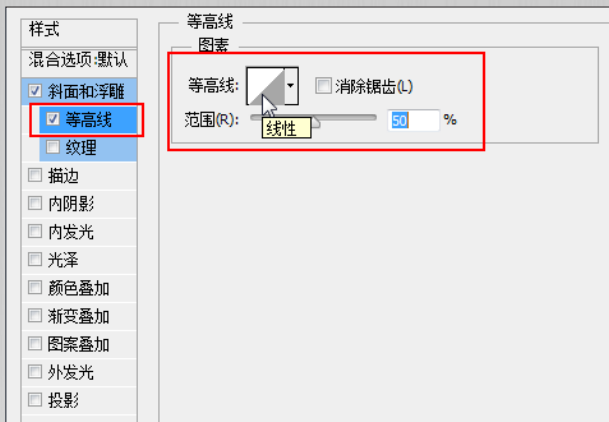 样式
混合选项:默认
斜面和浮雕
等高线
纹理
描边
内阴影
内发光
光泽
颜色叠加
渐变叠加
图案叠加
外发光
投影
等高线
图素
等高线:
消除锯齿(L)
范围(R):
50
%
线性